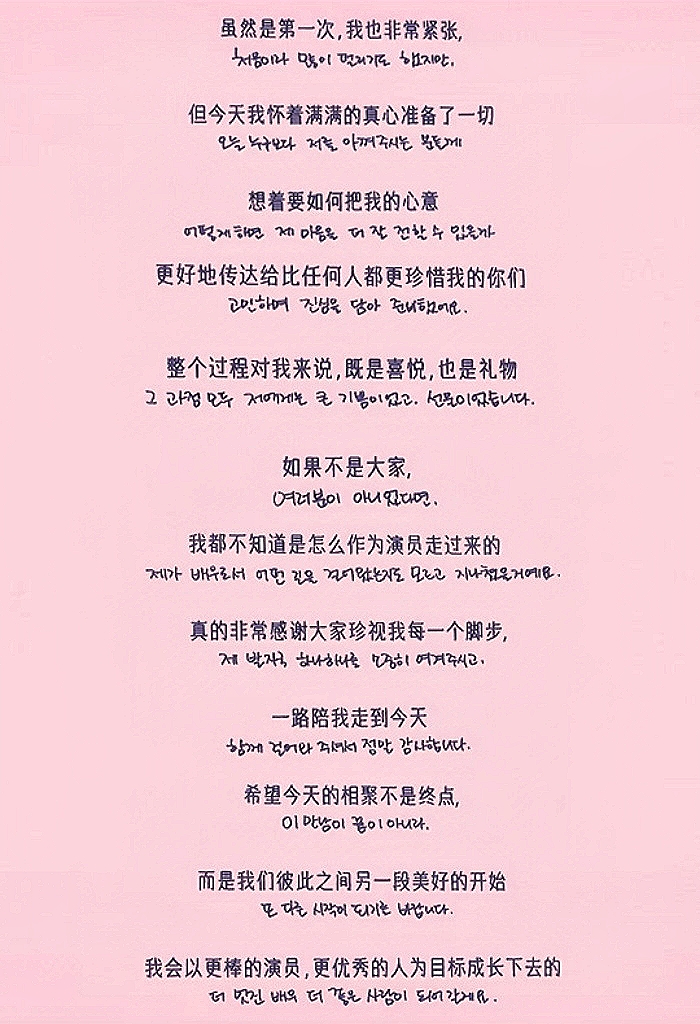 虽然是第一次,我也非常紧张,
처음이라 많이 떨리기도 하지만,
但今天我怀着满满的真心准备了一切
오늘 누구보다 저를 아껴주시는 분들께
想着要如何把我的心意
어떻게하면 제 마음을 더 잘 전할 수 있을까
更好地传达给比任何人都更珍惜我的你们
고민하며 진심을 담아 준비했어요.
整个过程对我来说,既是喜悦,也是礼物
그 과정 모두 저에게는 큰 기쁨이었고. 선물이었습니다.
如果不是大家,
여러분이 아니었다면,
我都不知道是怎么作为演员走过来的
제가 배우로서 어떤 길을 걸어왔는지도 모르고 지나쳤을거예요.
真的非常感谢大家珍视我每一个脚步,
제 발자국 하나하나를 소중히 여겨주시고,
一路陪我走到今天
함께 걸어와 주셔서 정말 감사합니다.
希望今天的相聚不是终点,
이 만남이 끝이 아니라,
而是我们彼此之间另一段美好的开始
또 다른 시작이 되기를 바랍니다.
我会以更棒的演员,更优秀的人为目标成长下去的
더 멋진 배우 더 좋은 사람이 되어갈게요.